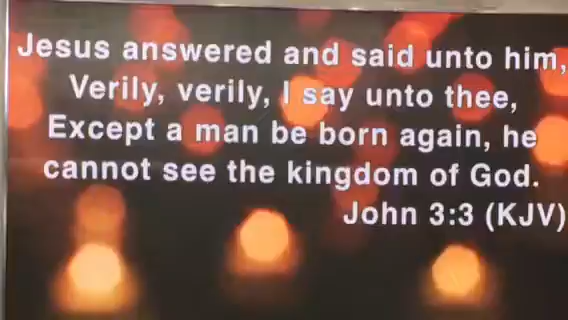 Jesus answered and said unto him,
Verily, verily, I say unto thee,
Except a man be born again, he
cannot see the kingdom of God.
John 3:3 (KJV)